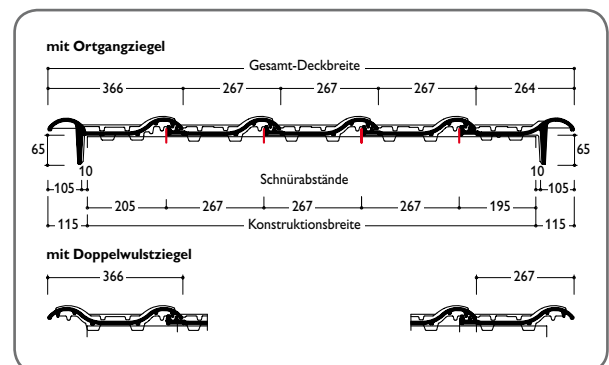 mit Ortgangziegel
Gesamt-Deckbreite
366 267 267 267 264
65 65
10 Schnürabstände 10
105 105
205 267 267 267 195
115 Konstruktionsbreite 115
mit Doppelwulstziegel
366 267